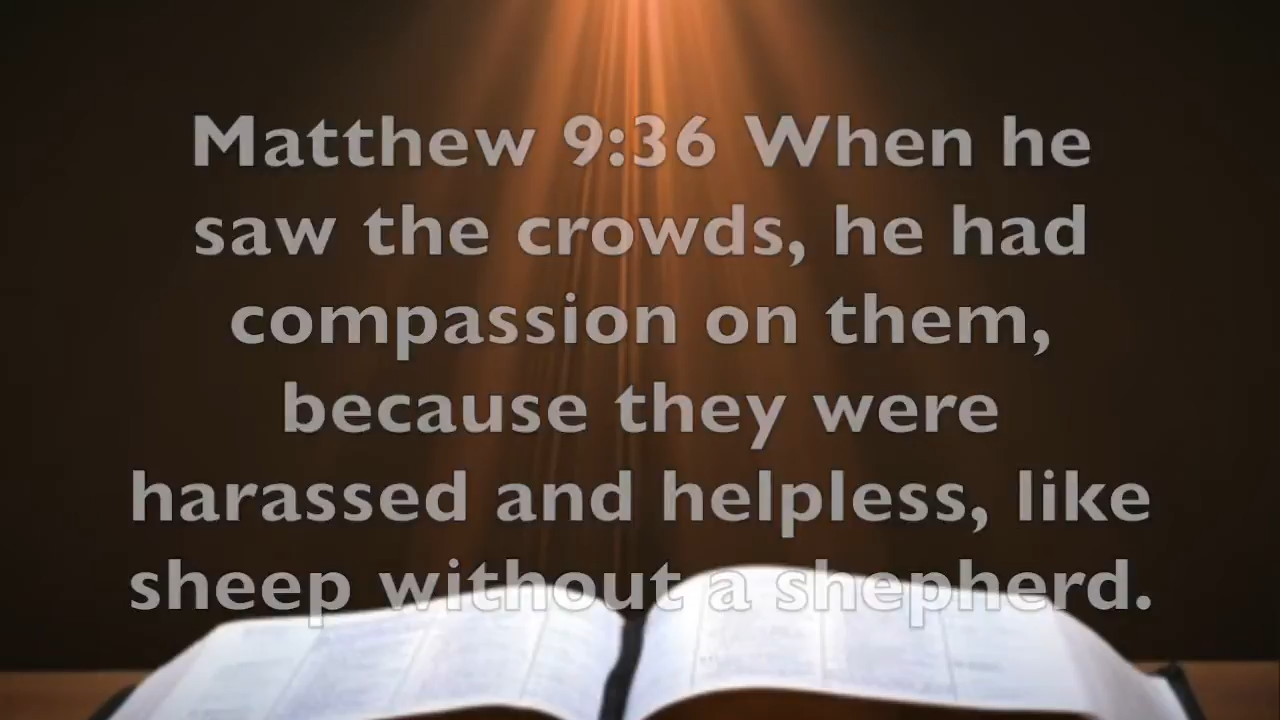 Matthew 9:36 When he
saw the crowds, he had
compassion on them,
because they were
harassed and helpless, like
sheep without a shepherd.